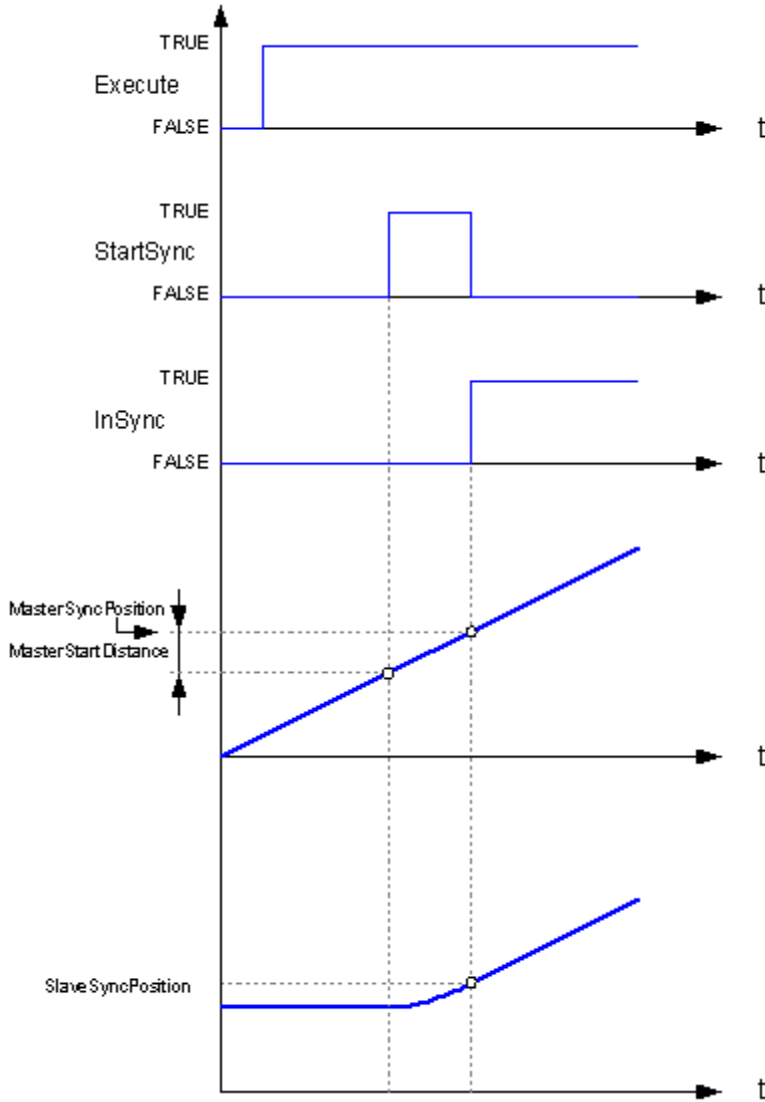 TRUE
Execute
FALSE
t
TRUE
StartSync
FALSE
t
TRUE
InSync
FALSE
t
MasterSyncPosition
MasterStartDistance
t
SlaveSyncPosition
t